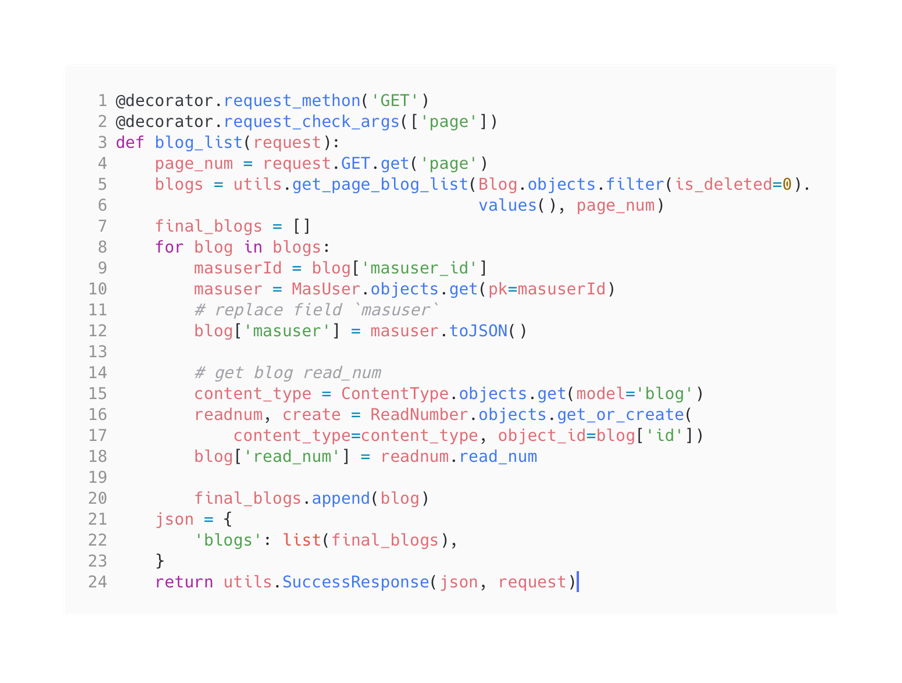 1 @decorator.request_methon('GET')
2 @decorator.request_check_args(['page'])
3 def blog_list(request):
4     page_num = request.GET.get('page')
5     blogs = utils.get_page_blog_list(Blog.objects.filter(is_deleted=0).
6                                      values(), page_num)
7     final_blogs = []
8     for blog in blogs:
9         masuserId = blog['masuser_id']
10         masuser = MasUser.objects.get(pk=masuserId)
11         # replace field `masuser`
12         blog['masuser'] = masuser.toJSON()
13
14         # get blog read_num
15         content_type = ContentType.objects.get(model='blog')
16         readnum, create = ReadNumber.objects.get_or_create(
17             content_type=content_type, object_id=blog['id'])
18         blog['read_num'] = readnum.read_num
19
20         final_blogs.append(blog)
21     json = {
22         'blogs': list(final_blogs),
23     }
24     return utils.SuccessResponse(json, request)